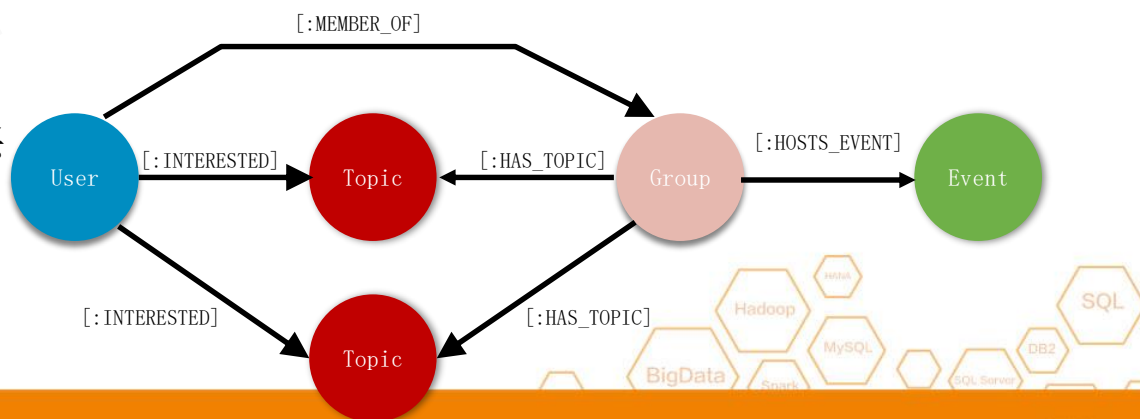 [:MEMBER_OF]
[:INTERESTED]
[:HAS_TOPIC]
[:HOSTS_EVENT]
User
Topic
Group
Event
[:INTERESTED]
[:HAS_TOPIC]
Topic
HANA
Hadoop
SQL
MySQL
DB2
BigData
Spark
SQL Server